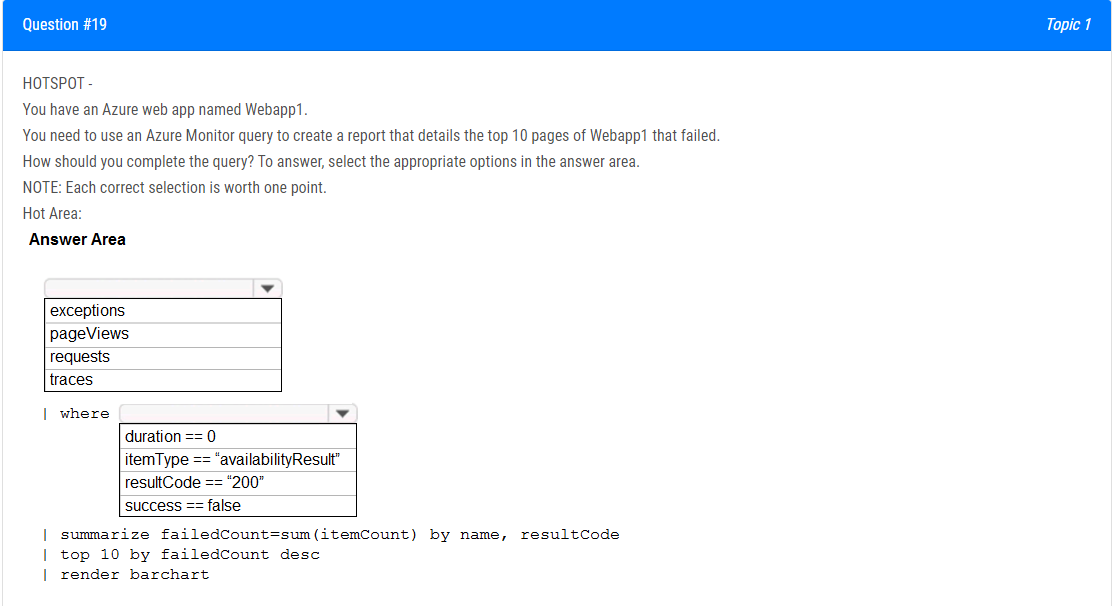 Question #19
Topic 1
HOTSPOT -
You have an Azure web app named Webapp1.
You need to use an Azure Monitor query to create a report that details the top 10 pages of Webapp1 that failed.
How should you complete the query? To answer, select the appropriate options in the answer area.
NOTE: Each correct selection is worth one point.
Hot Area:
Answer Area
exceptions
pageViews
requests
traces
| where
duration == 0
itemType == “availabilityResult”
resultCode == “200”
success == false
| summarize failedCount=sum(itemCount) by name, resultCode
| top 10 by failedCount desc
| render barchart